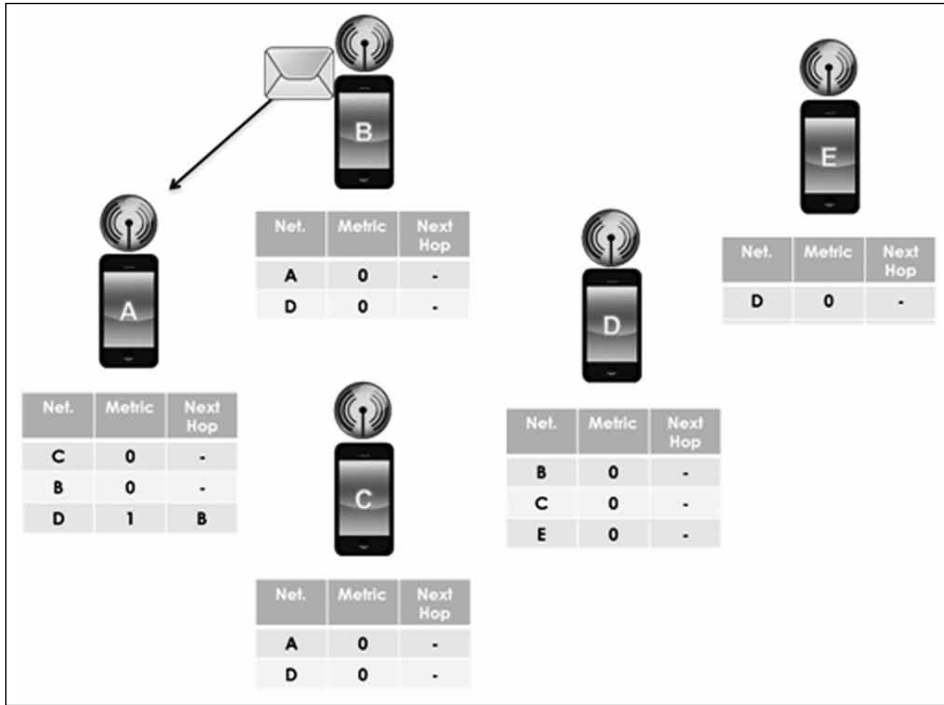 B
Net. Metric Next Hop
A 0 -
D 0 -
E
Net. Metric Next Hop
D 0 -
A
Net. Metric Next Hop
C 0 -
B 0 -
D 1 B
D
Net. Metric Next Hop
B 0 -
C 0 -
E 0 -
C
Net. Metric Next Hop
A 0 -
D 0 -